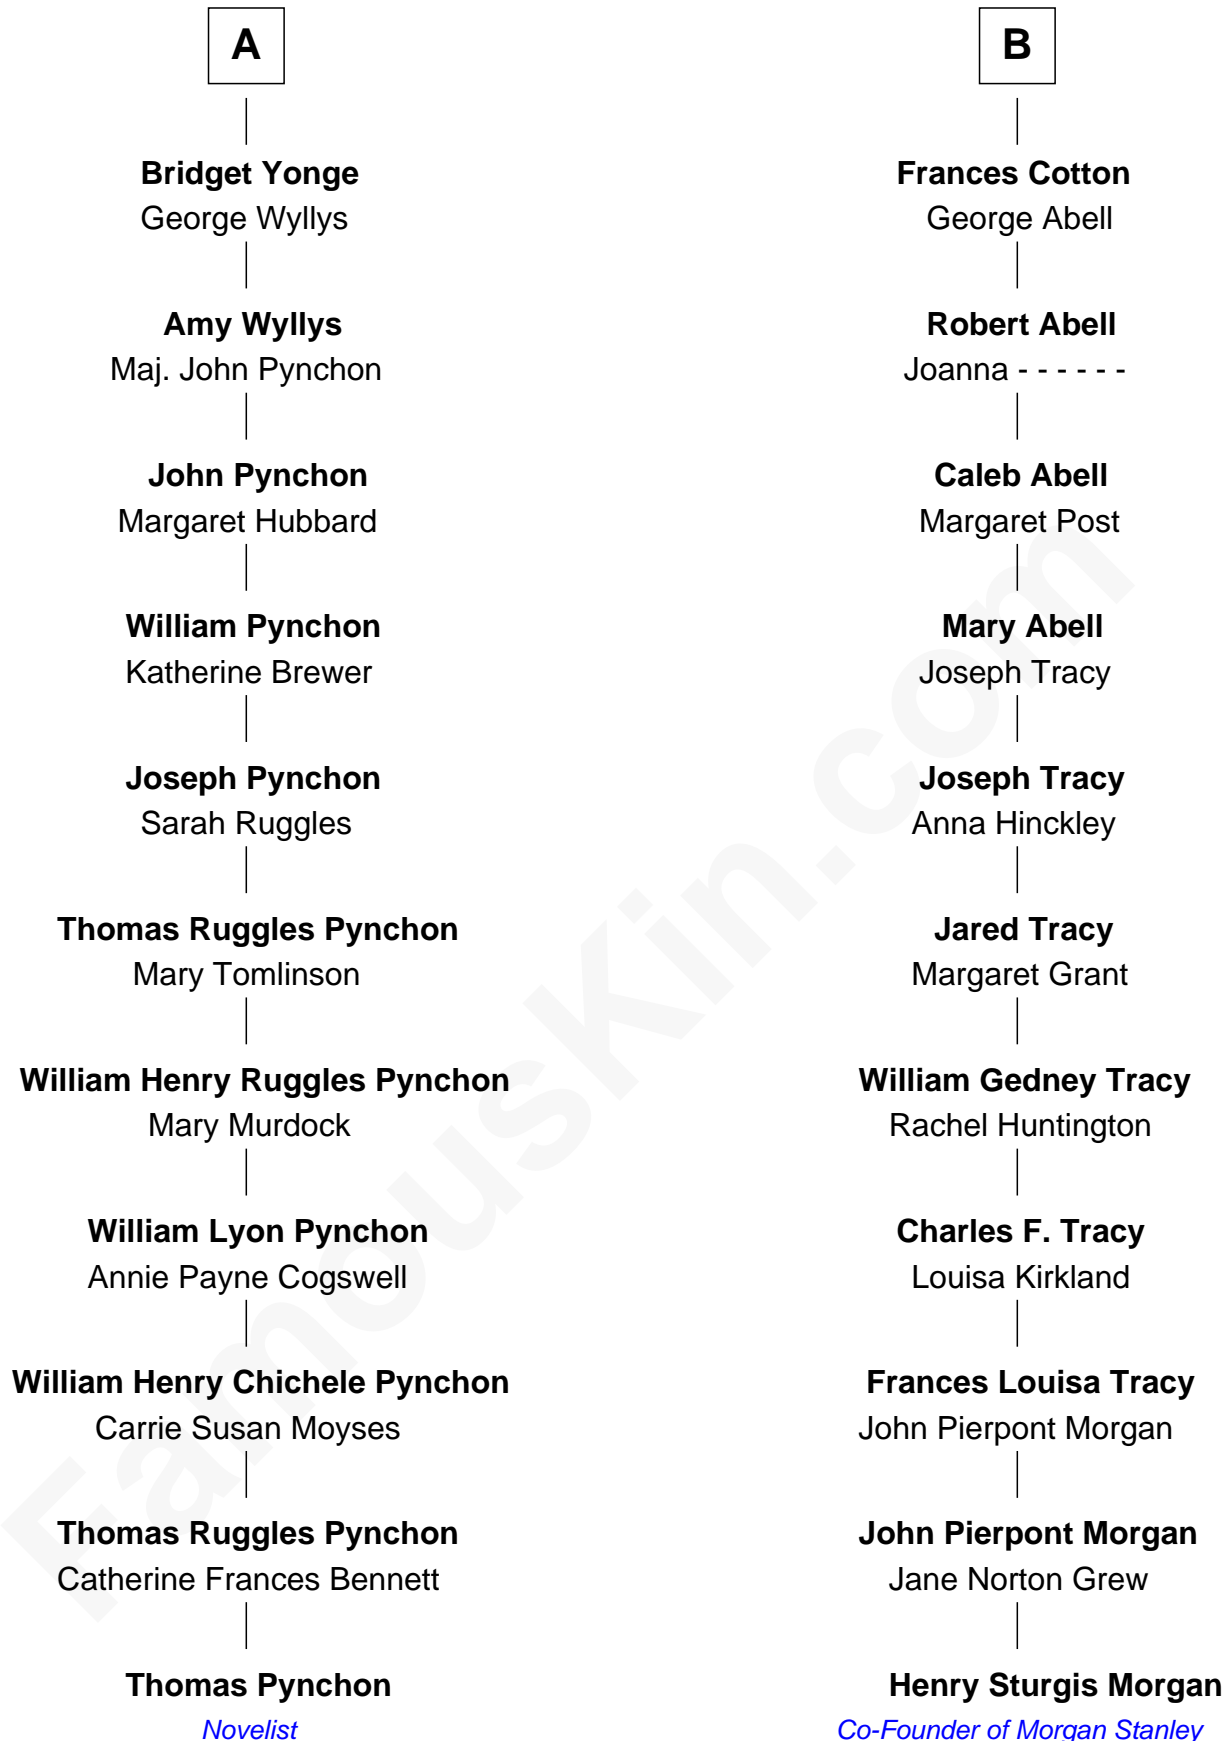 A
Bridget Yonge
George Wyllys
Amy Wyllys
Maj. John Pynchon
John Pynchon
Margaret Hubbard
William Pynchon
Katherine Brewer
Joseph Pynchon
Sarah Ruggles
Thomas Ruggles Pynchon
Mary Tomlinson
William Henry Ruggles Pynchon
Mary Murdock
William Lyon Pynchon
Annie Payne Cogswell
William Henry Chichele Pynchon
Carrie Susan Moyses
Thomas Ruggles Pynchon
Catherine Frances Bennett
Thomas Pynchon
Novelist
B
Frances Cotton
George Abell
Robert Abell
Joanna - - - - - -
Caleb Abell
Margaret Post
Mary Abell
Joseph Tracy
Joseph Tracy
Anna Hinckley
Jared Tracy
Margaret Grant
William Gedney Tracy
Rachel Huntington
Charles F. Tracy
Louisa Kirkland
Frances Louisa Tracy
John Pierpont Morgan
John Pierpont Morgan
Jane Norton Grew
Henry Sturgis Morgan
Co-Founder of Morgan Stanley
FamousKin.com